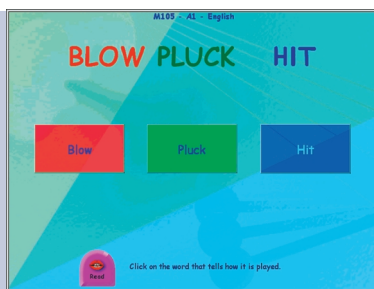 M105 - A1 - English
BLOW PLUCK HIT
Blow Pluck Hit
Read
Click on the word that tells how it is played.